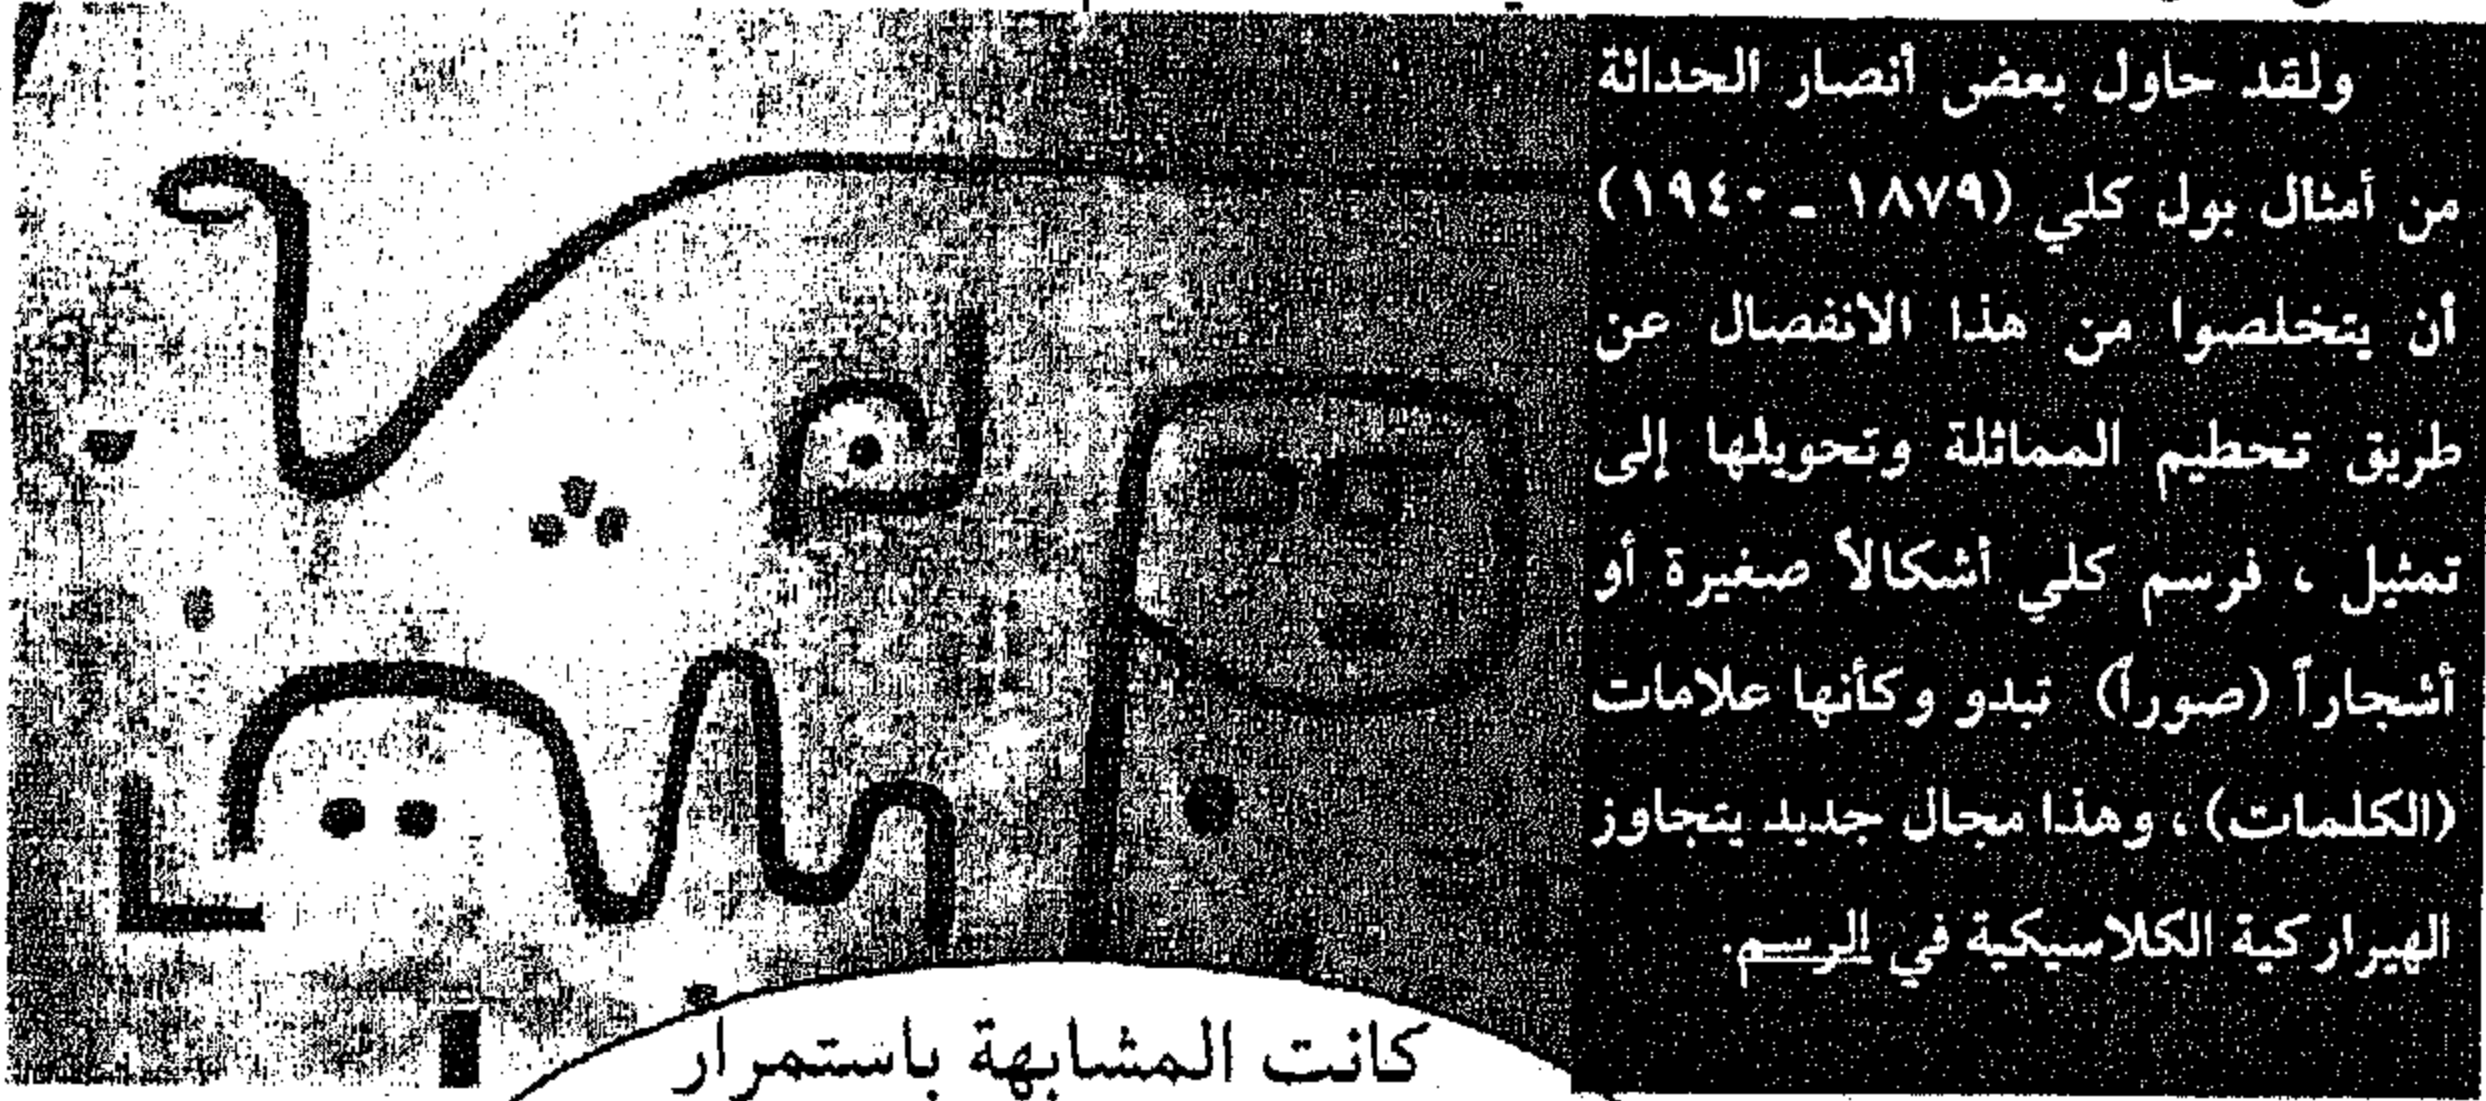 ولقد حاول بعض أنصار الحداثة
من أمثال بول كلي (١٨٧٩ - ١٩٤٠)
أن يتخلصوا من هذا الانفصال عن
طريق تحطيم المماثلة وتحويلها إلى
تمثيل ، فرسم كلي أشكالاً صغيرة أو
أشجاراً (صوراً) تبدو وكأنها علامات
(الكلمات) ، وهذا مجال جديد يتجاوز
الهيراركية الكلاسيكية في الرسم.
كانت المشابهة باستمرار